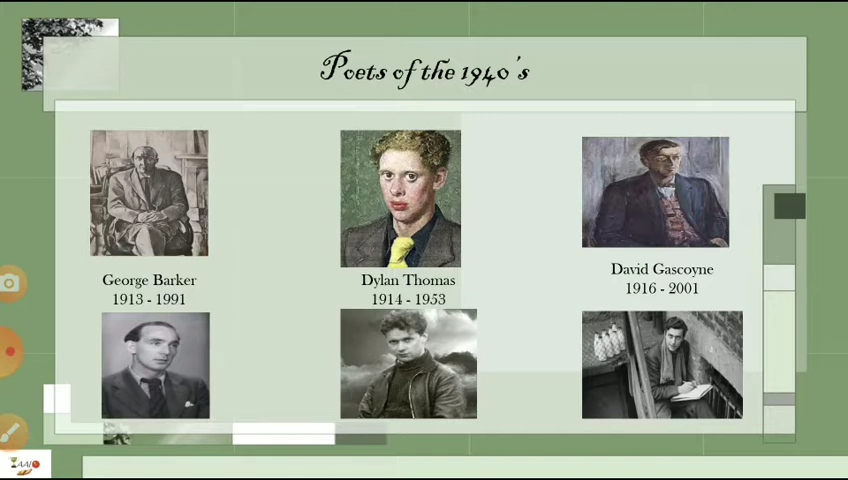 Poets of the 1940's
George Barker
1913 - 1991
Dylan Thomas
1914 - 1953
David Gascoyne
1916 - 2001